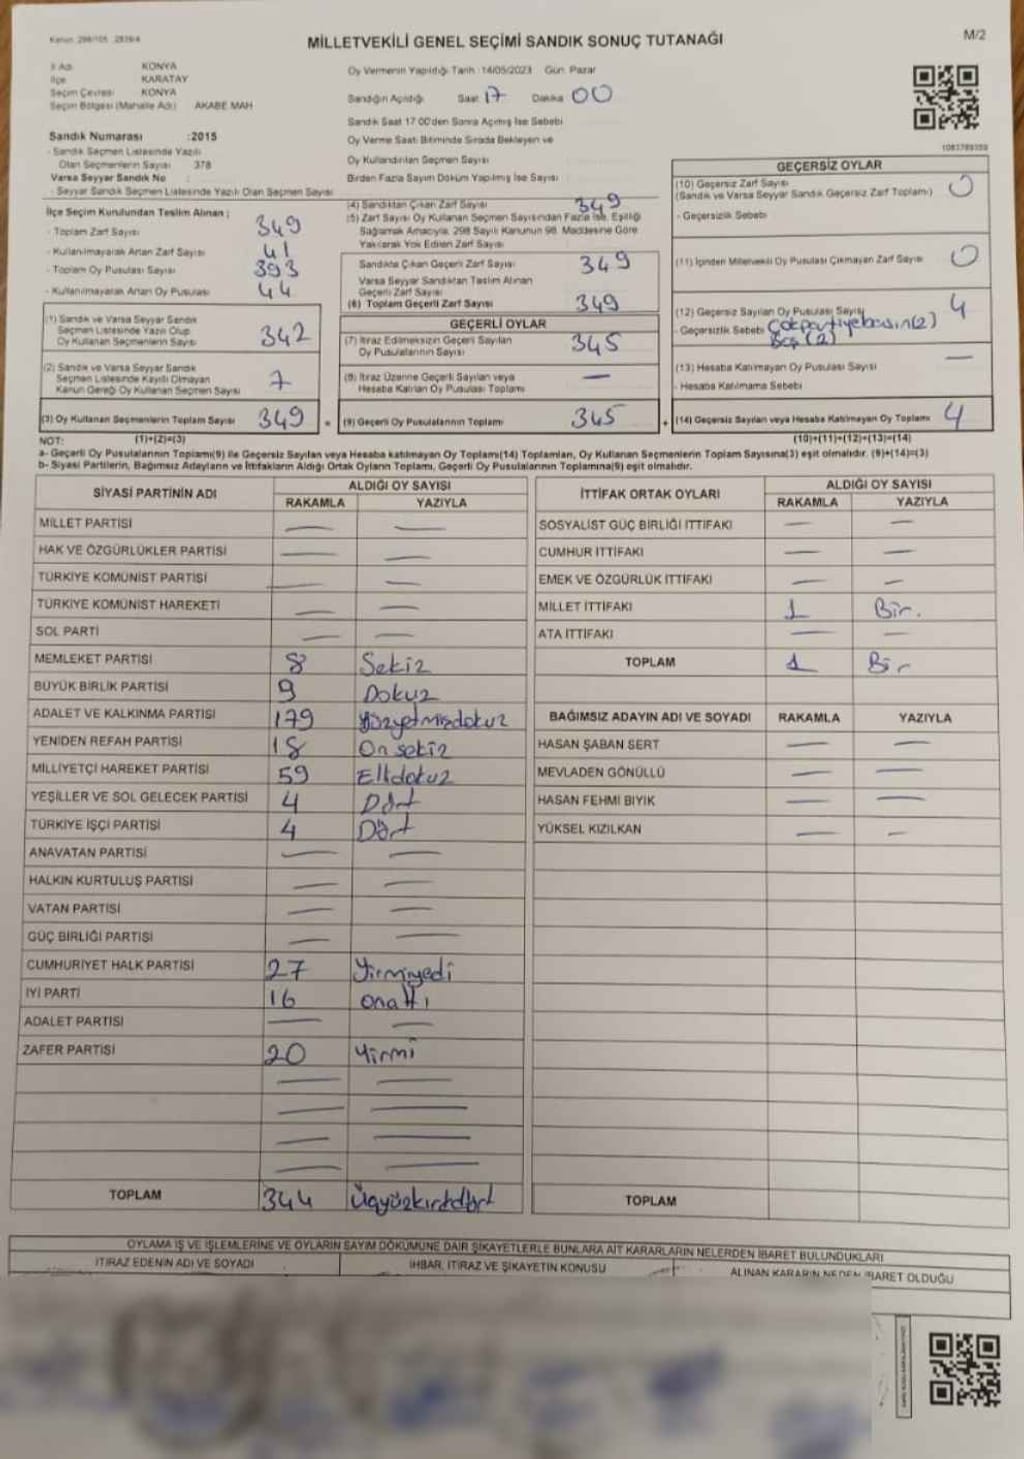 Kanun: 298/105 2839/4
MİLLETVEKİLİ GENEL SEÇİMİ SANDIK SONUÇ TUTANAĞI
M/2
İl Adı KONYA
İlçe KARATAY
Seçim Çevresi KONYA
Seçim Bölgesi (Mahalle Adı) AKABE MAH
Sandık Numarası :2015
- Sandık Seçmen Listesinde Yazılı
Olan Seçmenlerin Sayısı 378
Varsa Seyyar Sandık No :
- Seyyar Sandık Seçmen Listesinde Yazılı Olan Seçmen Sayısı
Oy Vermenin Yapıldığı Tarih :14/05/2023 Gün: Pazar
Sandığın Açıldığı Saat 17 Dakika 00
Sandık Saat 17.00'den Sonra Açılmış İse Sebebi
Oy Verme Saati Bitiminde Sırada Bekleyen ve
Oy Kullandırılan Seçmen Sayısı
Birden Fazla Sayım Döküm Yapılmış İse Sayısı
İlçe Seçim Kurulundan Teslim Alınan ;
- Toplam Zarf Sayısı 349
- Kullanılmayarak Artan Zarf Sayısı 41
- Toplam Oy Pusulası Sayısı 393
- Kullanılmayarak Artan Oy Pusulası 44
(1) Sandık ve Varsa Seyyar Sandık
Seçmen Listesinde Yazılı Olup
Oy Kullanan Seçmenlerin Sayısı 342
(2) Sandık ve Varsa Seyyar Sandık
Seçmen Listesinde Kayıtlı Olmayan
Kanun Gereği Oy Kullanan Seçmen Sayısı 7
(3) Oy Kullanan Seçmenlerin Toplam Sayısı 349 =
(4) Sandıktan Çıkan Zarf Sayısı 349
(5) Zarf Sayısı Oy Kullanan Seçmen Sayısından Fazla İse, Eşitliği
Sağlamak Amacıyla, 298 Sayılı Kanunun 98. Maddesine Göre
Yakılarak Yok Edilen Zarf Sayısı
Sandıkta Çıkan Geçerli Zarf Sayısı 349
Varsa Seyyar Sandıktan Teslim Alınan
Geçerli Zarf Sayısı
(6) Toplam Geçerli Zarf Sayısı 349
GEÇERLİ OYLAR
(7) İtiraz Edilmeksizin Geçerli Sayılan
Oy Pusulalarının Sayısı 345
(8) İtiraz Üzerine Geçerli Sayılan veya
Hesaba Katılan Oy Pusulası Toplamı —
(9) Geçerli Oy Pusulalarının Toplamı 345 +
1083789359
GEÇERSİZ OYLAR
(10) Geçersiz Zarf Sayısı 0
(Sandık ve Varsa Seyyar Sandık Geçersiz Zarf Toplamı)
- Geçersizlik Sebebi
(11) İçinden Milletvekili Oy Pusulası Çıkmayan Zarf Sayısı 0
(12) Geçersiz Sayılan Oy Pusulası Sayısı 4
- Geçersizlik Sebebi Çok partiye basım (2)
Boş (2)
(13) Hesaba Katılmayan Oy Pusulası Sayısı —
- Hesaba Katılmama Sebebi
(14) Geçersiz Sayılan veya Hesaba Katılmayan Oy Toplamı 4
NOT: (1)+(2)=(3) (10)+(11)+(12)+(13)=(14)
a- Geçerli Oy Pusulalarının Toplamı(9) ile Geçersiz Sayılan veya Hesaba katılmayan Oy Toplamı(14) Toplamları, Oy Kullanan Seçmenlerin Toplam Sayısına(3) eşit olmalıdır. (9)+(14)=(3)
b- Siyasi Partilerin, Bağımsız Adayların ve İttifakların Aldığı Ortak Oyların Toplamı, Geçerli Oy Pusulalarının Toplamına(9) eşit olmalıdır.
SİYASİ PARTİNİN ADI ALDIĞI OY SAYISI
RAKAMLA YAZIYLA
MİLLET PARTİSİ — —
HAK VE ÖZGÜRLÜKLER PARTİSİ — —
TÜRKİYE KOMÜNİST PARTİSİ — —
TÜRKİYE KOMÜNİST HAREKETİ — —
SOL PARTİ — —
MEMLEKET PARTİSİ 8 Sekiz
BÜYÜK BİRLİK PARTİSİ 9 Dokuz
ADALET VE KALKINMA PARTİSİ 179 Yüzyetmişdokuz
YENİDEN REFAH PARTİSİ 18 On sekiz
MİLLİYETÇİ HAREKET PARTİSİ 59 Ellidokuz
YEŞİLLER VE SOL GELECEK PARTİSİ 4 Dört
TÜRKİYE İŞÇİ PARTİSİ 4 Dört
ANAVATAN PARTİSİ — —
HALKIN KURTULUŞ PARTİSİ — —
VATAN PARTİSİ — —
GÜÇ BİRLİĞİ PARTİSİ — —
CUMHURİYET HALK PARTİSİ 27 Yirmiyedi
İYİ PARTİ 16 onaltı
ADALET PARTİSİ — —
ZAFER PARTİSİ 20 Yirmi
— —
— —
— —
— —
TOPLAM 344 Üçyüzkırkdört
İTTİFAK ORTAK OYLARI ALDIĞI OY SAYISI
RAKAMLA YAZIYLA
SOSYALİST GÜÇ BİRLİĞİ İTTİFAKI — —
CUMHUR İTTİFAKI — —
EMEK VE ÖZGÜRLÜK İTTİFAKI — —
MİLLET İTTİFAKI 1 Bir.
ATA İTTİFAKI — —
TOPLAM 1 Bir
BAĞIMSIZ ADAYIN ADI VE SOYADI RAKAMLA YAZIYLA
HASAN ŞABAN SERT — —
MEVLADEN GÖNÜLLÜ — —
HASAN FEHMİ BIYIK — —
YÜKSEL KIZILKAN — —
TOPLAM
OYLAMA İŞ VE İŞLEMLERİNE VE OYLARIN SAYIM DÖKÜMÜNE DAİR ŞİKAYETLERLE BUNLARA AİT KARARLARIN NELERDEN İBARET BULUNDUKLARI
İTİRAZ EDENİN ADI VE SOYADI İHBAR, İTİRAZ VE ŞİKAYETİN KONUSU ALINAN KARARIN NEDEN İBARET OLDUĞU